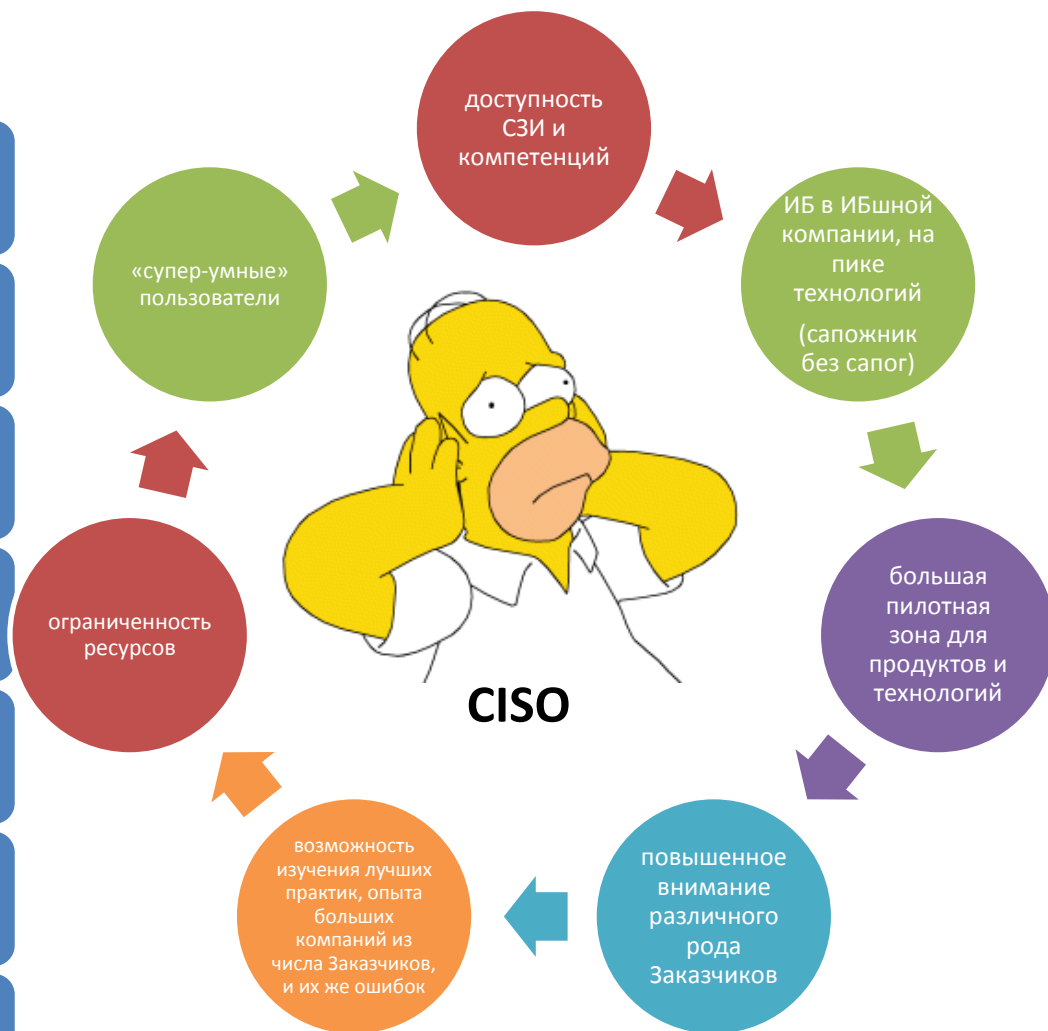 доступность
СЗИ и
компетенций
ИБ в ИБшной
компании, на
пике
технологий
(сапожник
без сапог)
большая
пилотная
зона для
продуктов и
технологий
повышенное
внимание
различного
рода
Заказчиков
возможность
изучения лучших
практик, опыта
больших
компаний из
числа Заказчиков,
и их же ошибок
ограниченность
ресурсов
«супер-умные»
пользователи
CISO